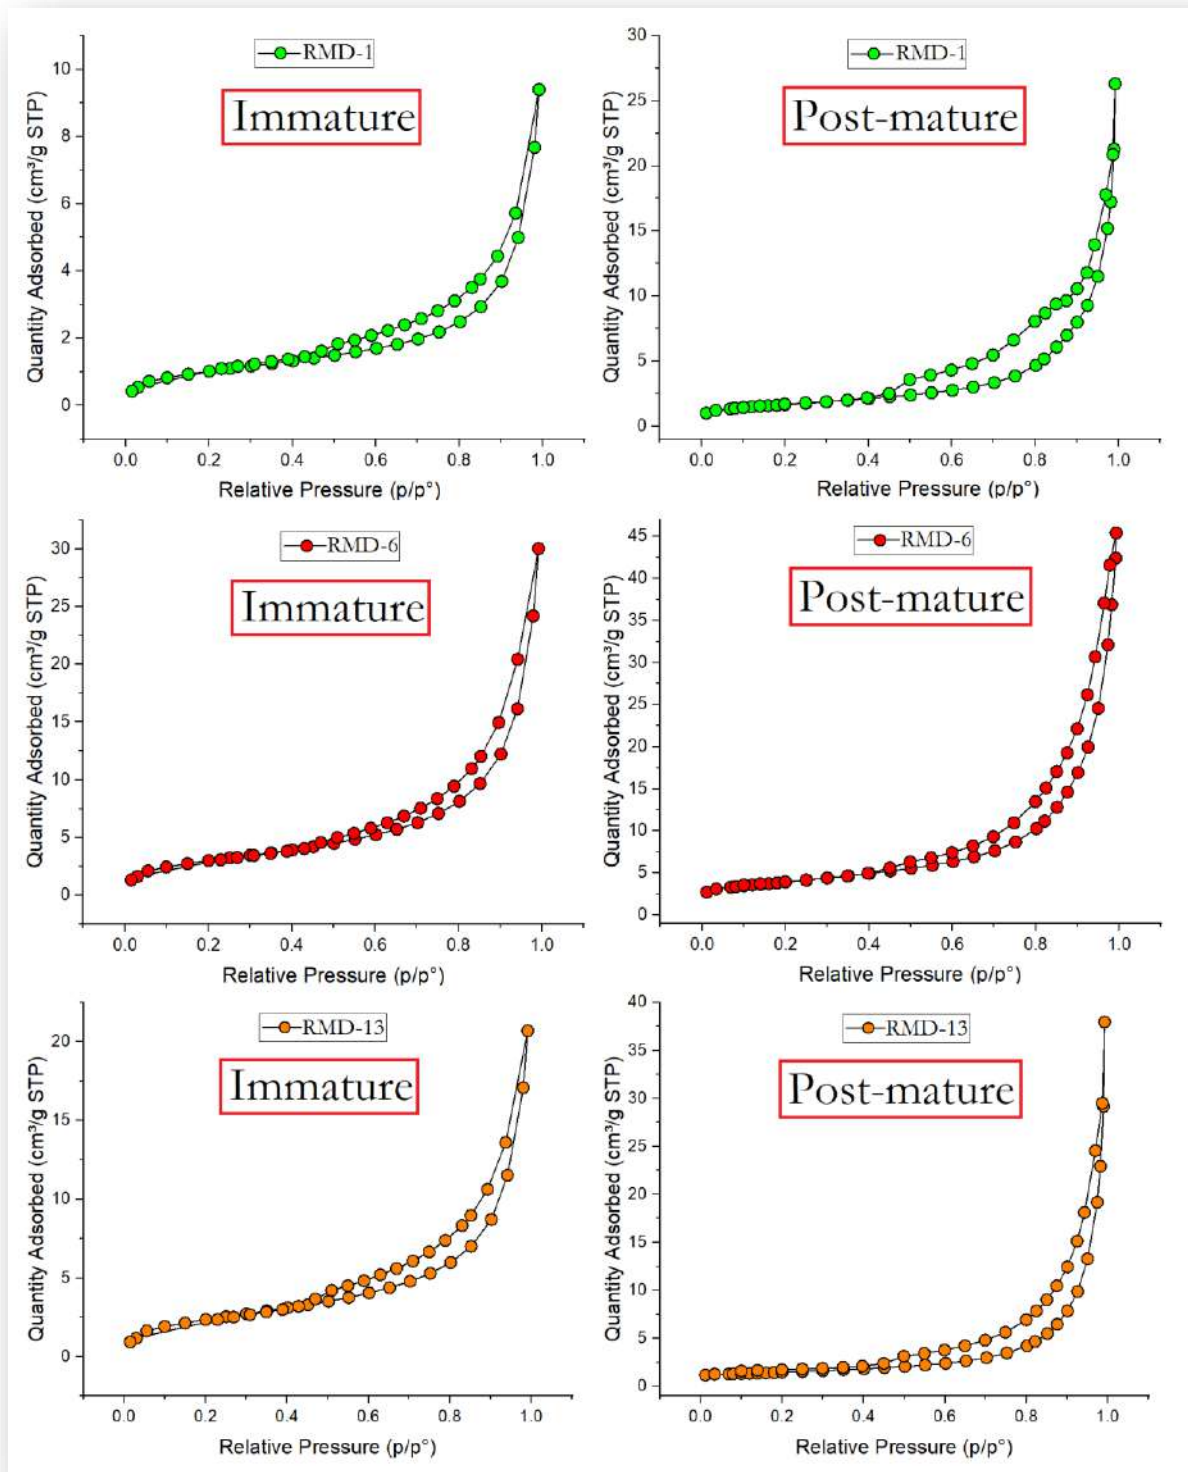 RMD-1
Immature
10
8
6
4
2
0
Quantity Adsorbed (cm³/g STP)
0.0 0.2 0.4 0.6 0.8 1.0
Relative Pressure (p/p°)
RMD-1
Post-mature
30
25
20
15
10
5
0
Quantity Adsorbed (cm³/g STP)
0.0 0.2 0.4 0.6 0.8 1.0
Relative Pressure (p/p°)
RMD-6
Immature
30
25
20
15
10
5
0
Quantity Adsorbed (cm³/g STP)
0.0 0.2 0.4 0.6 0.8 1.0
Relative Pressure (p/p°)
RMD-6
Post-mature
45
40
35
30
25
20
15
10
5
0
Quantity Adsorbed (cm³/g STP)
0.0 0.2 0.4 0.6 0.8 1.0
Relative Pressure (p/p°)
RMD-13
Immature
20
15
10
5
0
Quantity Adsorbed (cm³/g STP)
0.0 0.2 0.4 0.6 0.8 1.0
Relative Pressure (p/p°)
RMD-13
Post-mature
40
35
30
25
20
15
10
5
0
Quantity Adsorbed (cm³/g STP)
0.0 0.2 0.4 0.6 0.8 1.0
Relative Pressure (p/p°)